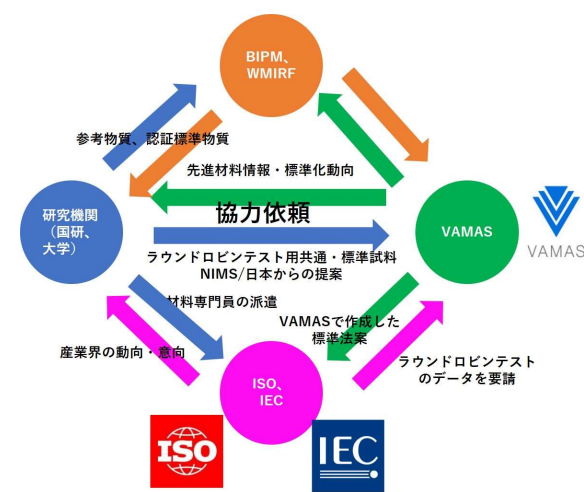 BIPM、
WMIRF
参考物質、認証標準物質
先進材料情報・標準化動向
協力依頼
研究機関
（国研、
大学）
VAMAS
VAMAS
ラウンドロビンテスト用共通・標準試料
NIMS/日本からの提案
材料専門員の派遣
VAMASで作成した
標準法案
産業界の動向・意向
ラウンドロビンテスト
のデータを要請
ISO、
IEC
ISO
IEC